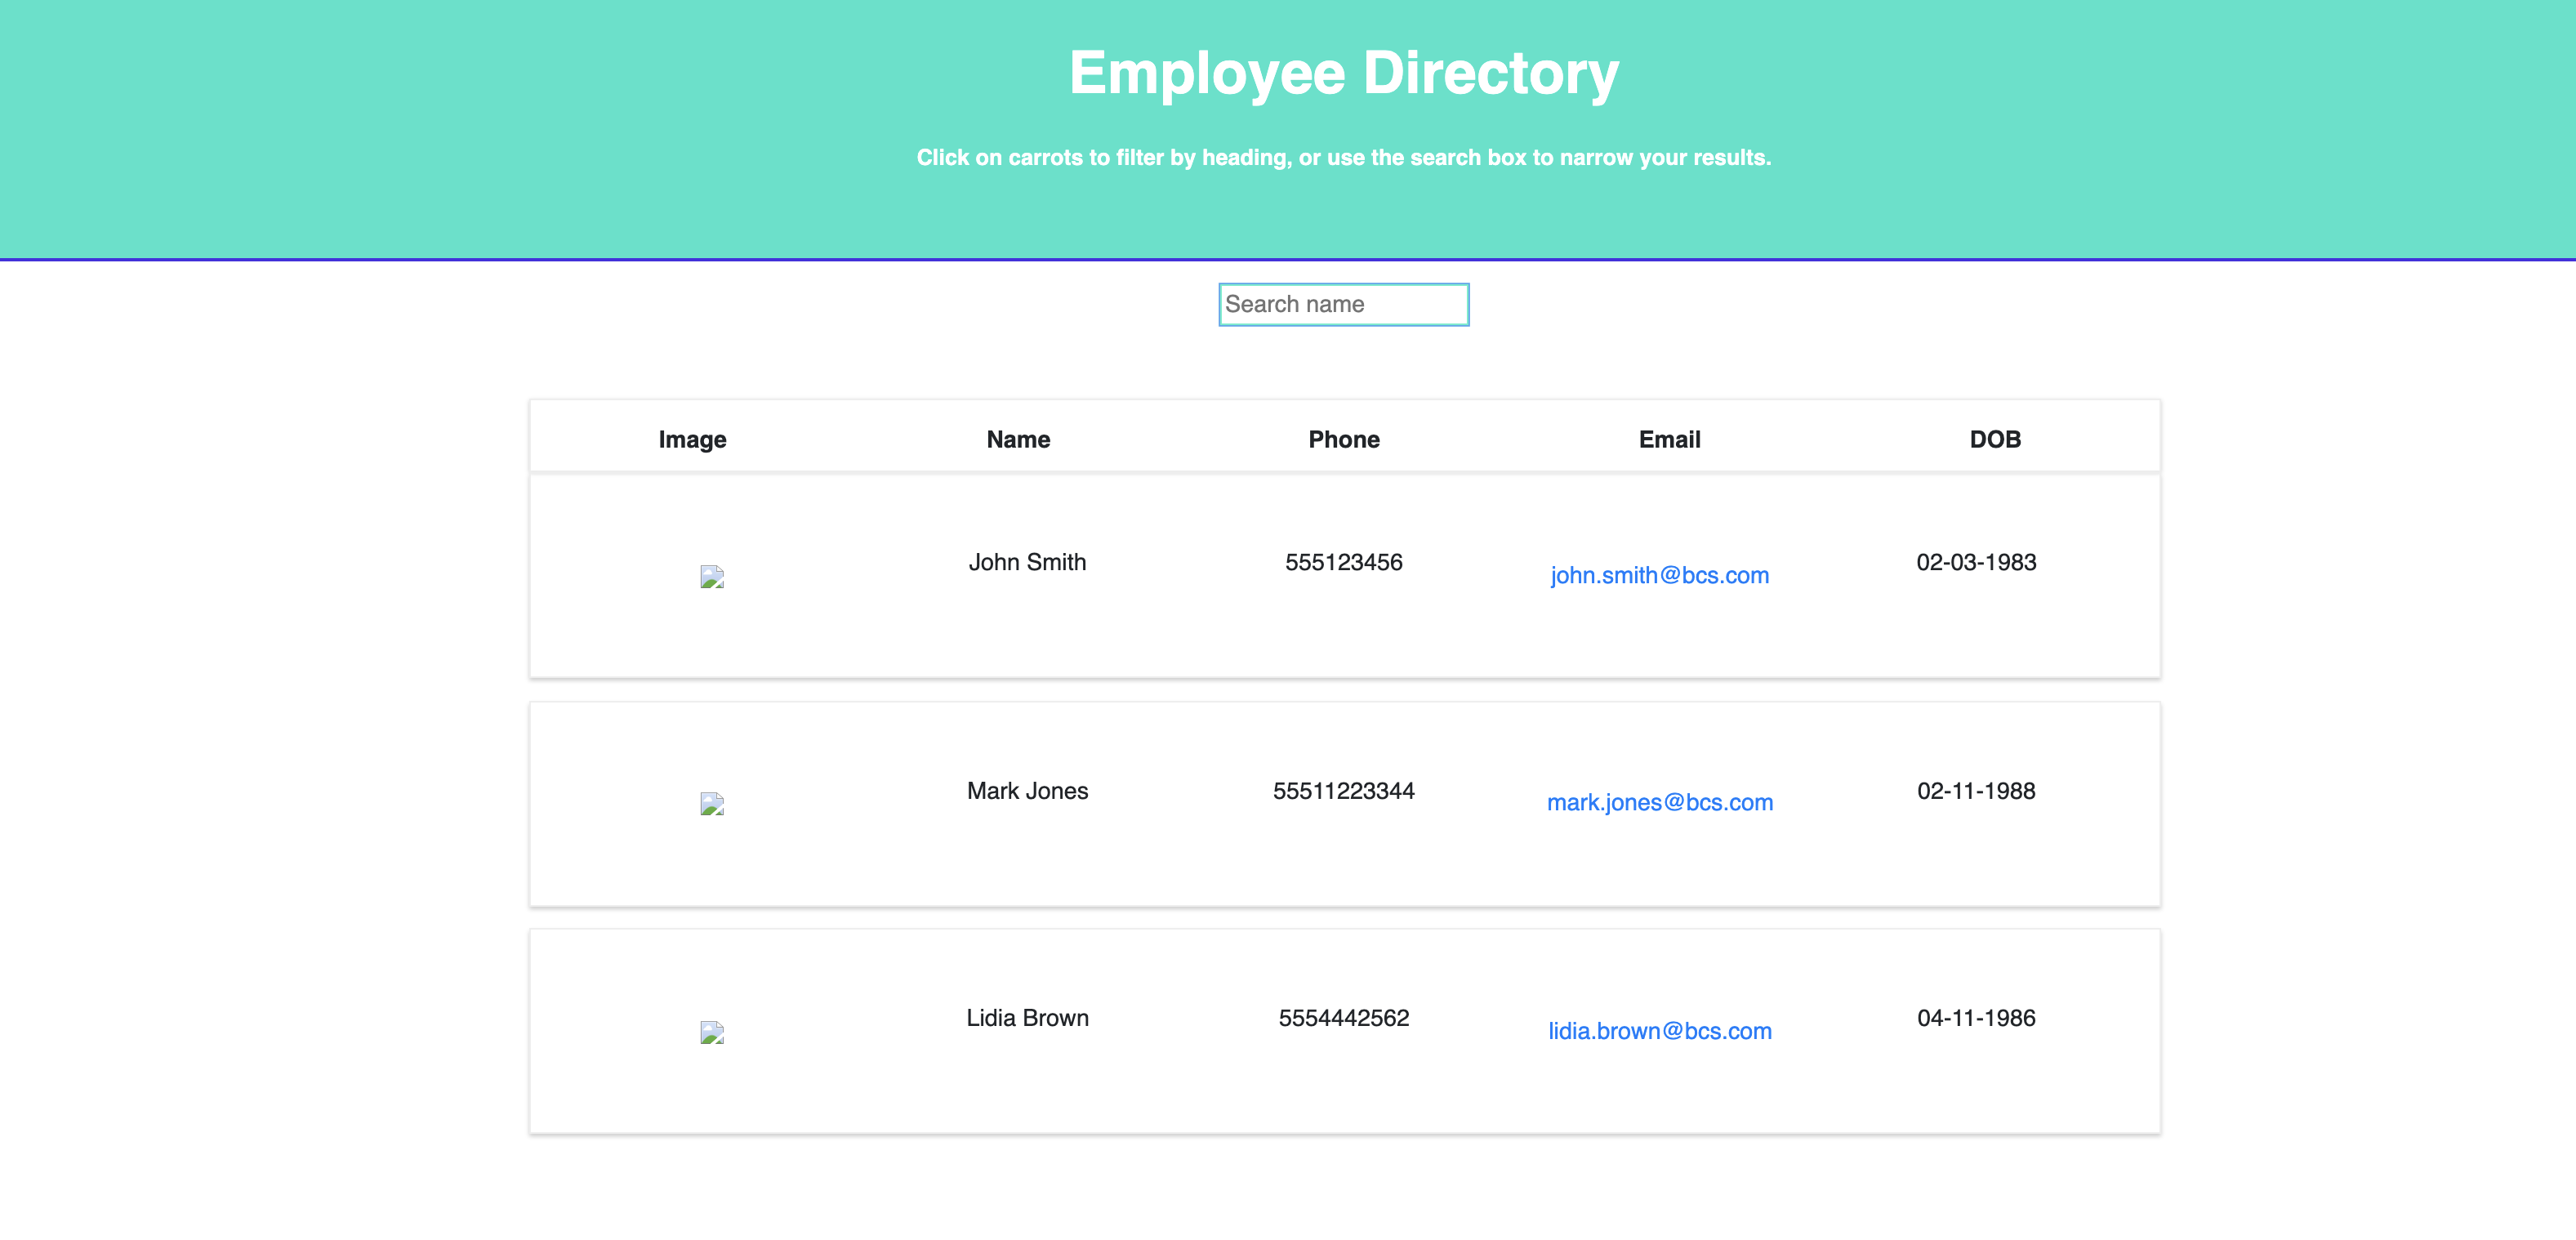 Employee Directory
Click on carrots to filter by heading, or use the search box to narrow your results.
Search name
Image Name Phone Email DOB
John Smith 555123456 john.smith@bcs.com 02-03-1983
Mark Jones 55511223344 mark.jones@bcs.com 02-11-1988
Lidia Brown 5554442562 lidia.brown@bcs.com 04-11-1986